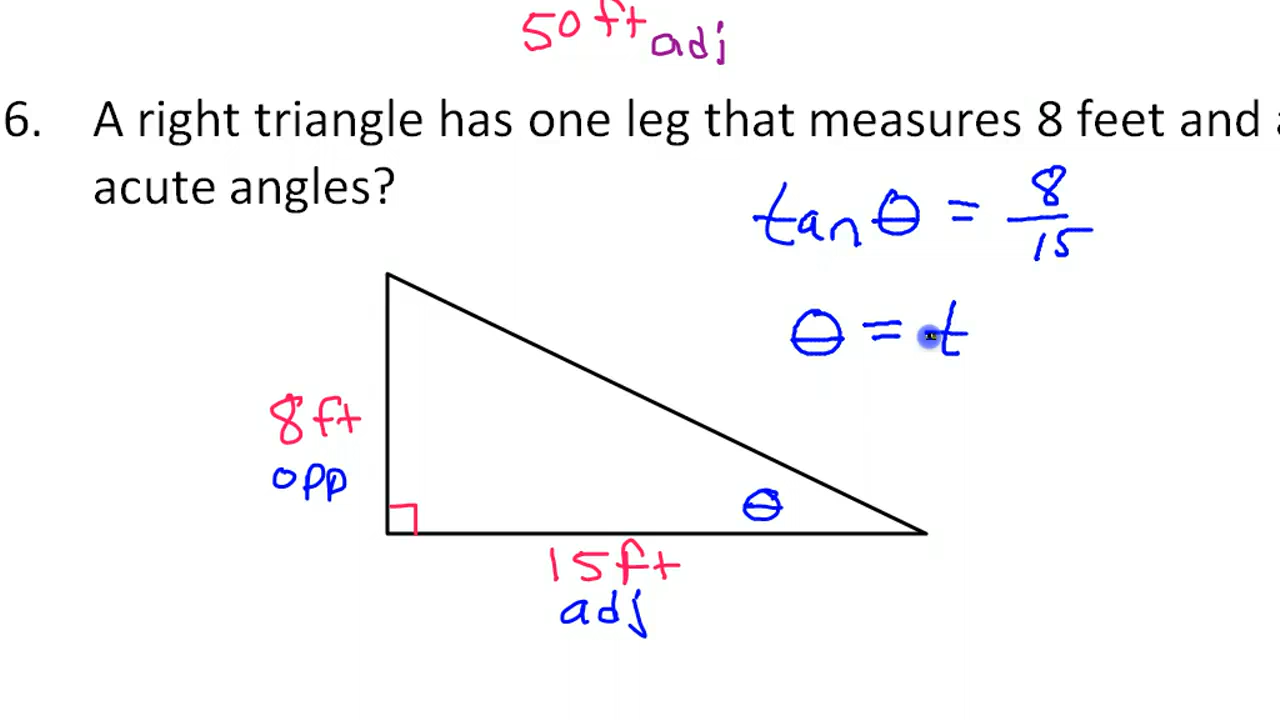 50 ft adj
6. A right triangle has one leg that measures 8 feet and
acute angles?
tan θ = 8/15
θ = t
8 ft
opp
θ
15 ft
adj